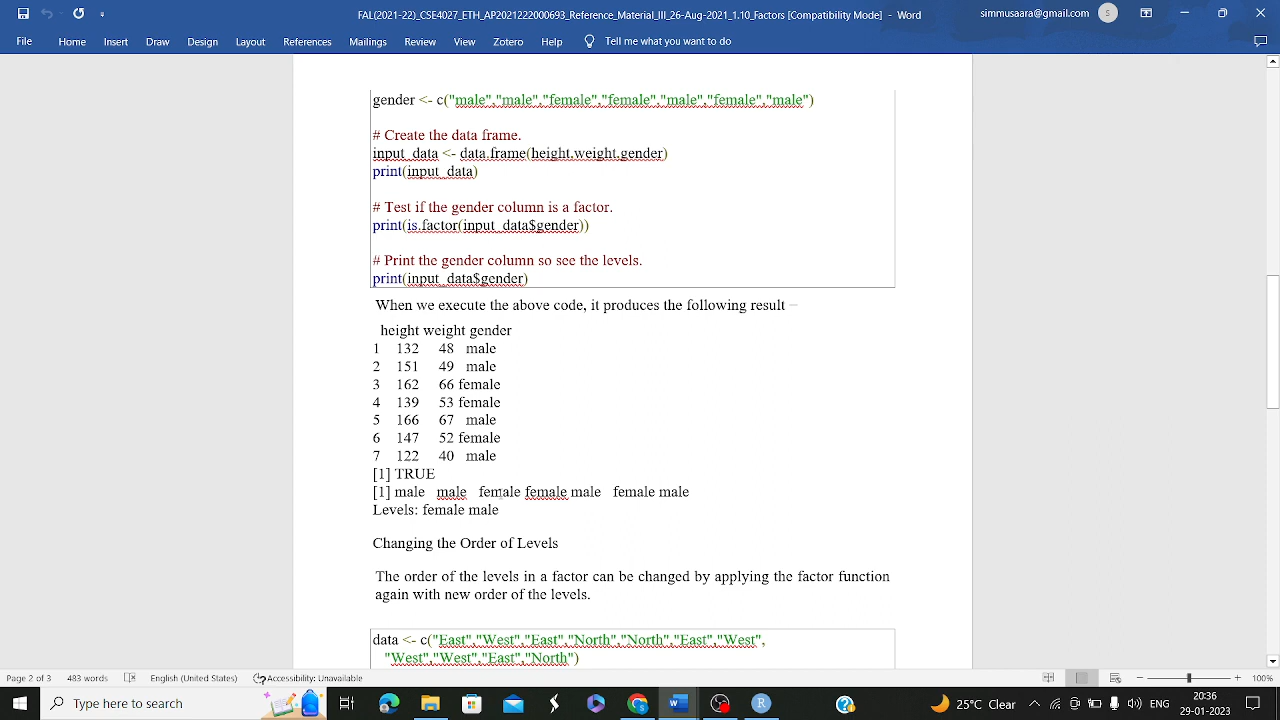 FAL(2021-22)_CSE4027_ETH_AP2021222000693_Reference_Material_III_26-Aug-2021_1.10_Factors [Compatibility Mode] - Word
simmusaara@gmail.com S
File Home Insert Draw Design Layout References Mailings Review View Zotero Help Tell me what you want to do
gender <- c("male","male","female","female","male","female","male")
# Create the data frame.
input_data <- data.frame(height,weight,gender)
print(input_data)
# Test if the gender column is a factor.
print(is.factor(input_data$gender))
# Print the gender column so see the levels.
print(input_data$gender)
When we execute the above code, it produces the following result −
height weight gender
1 132 48 male
2 151 49 male
3 162 66 female
4 139 53 female
5 166 67 male
6 147 52 female
7 122 40 male
[1] TRUE
[1] male male female female male female male
Levels: female male
Changing the Order of Levels
The order of the levels in a factor can be changed by applying the factor function
again with new order of the levels.
data <- c("East","West","East","North","North","East","West",
"West","West","East","North")
Page 2 of 3 483 words English (United States) Accessibility: Unavailable 100%
Type here to search
25°C Clear ENG 20:36
29-01-2023